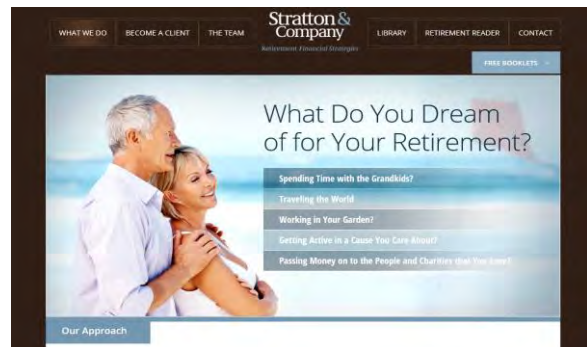 WHAT WE DO
BECOME A CLIENT
THE TEAM
Stratton &
Company
Retirement Financial Strategies
LIBRARY
RETIREMENT READER
CONTACT
FREE BOOKLETS
What Do You Dream
of for Your Retirement?
Spending Time with the Grandkids?
Traveling the World
Working in Your Garden?
Getting Active in a Cause You Care About?
Passing Money on to the People and Charities that You Love?
Our Approach